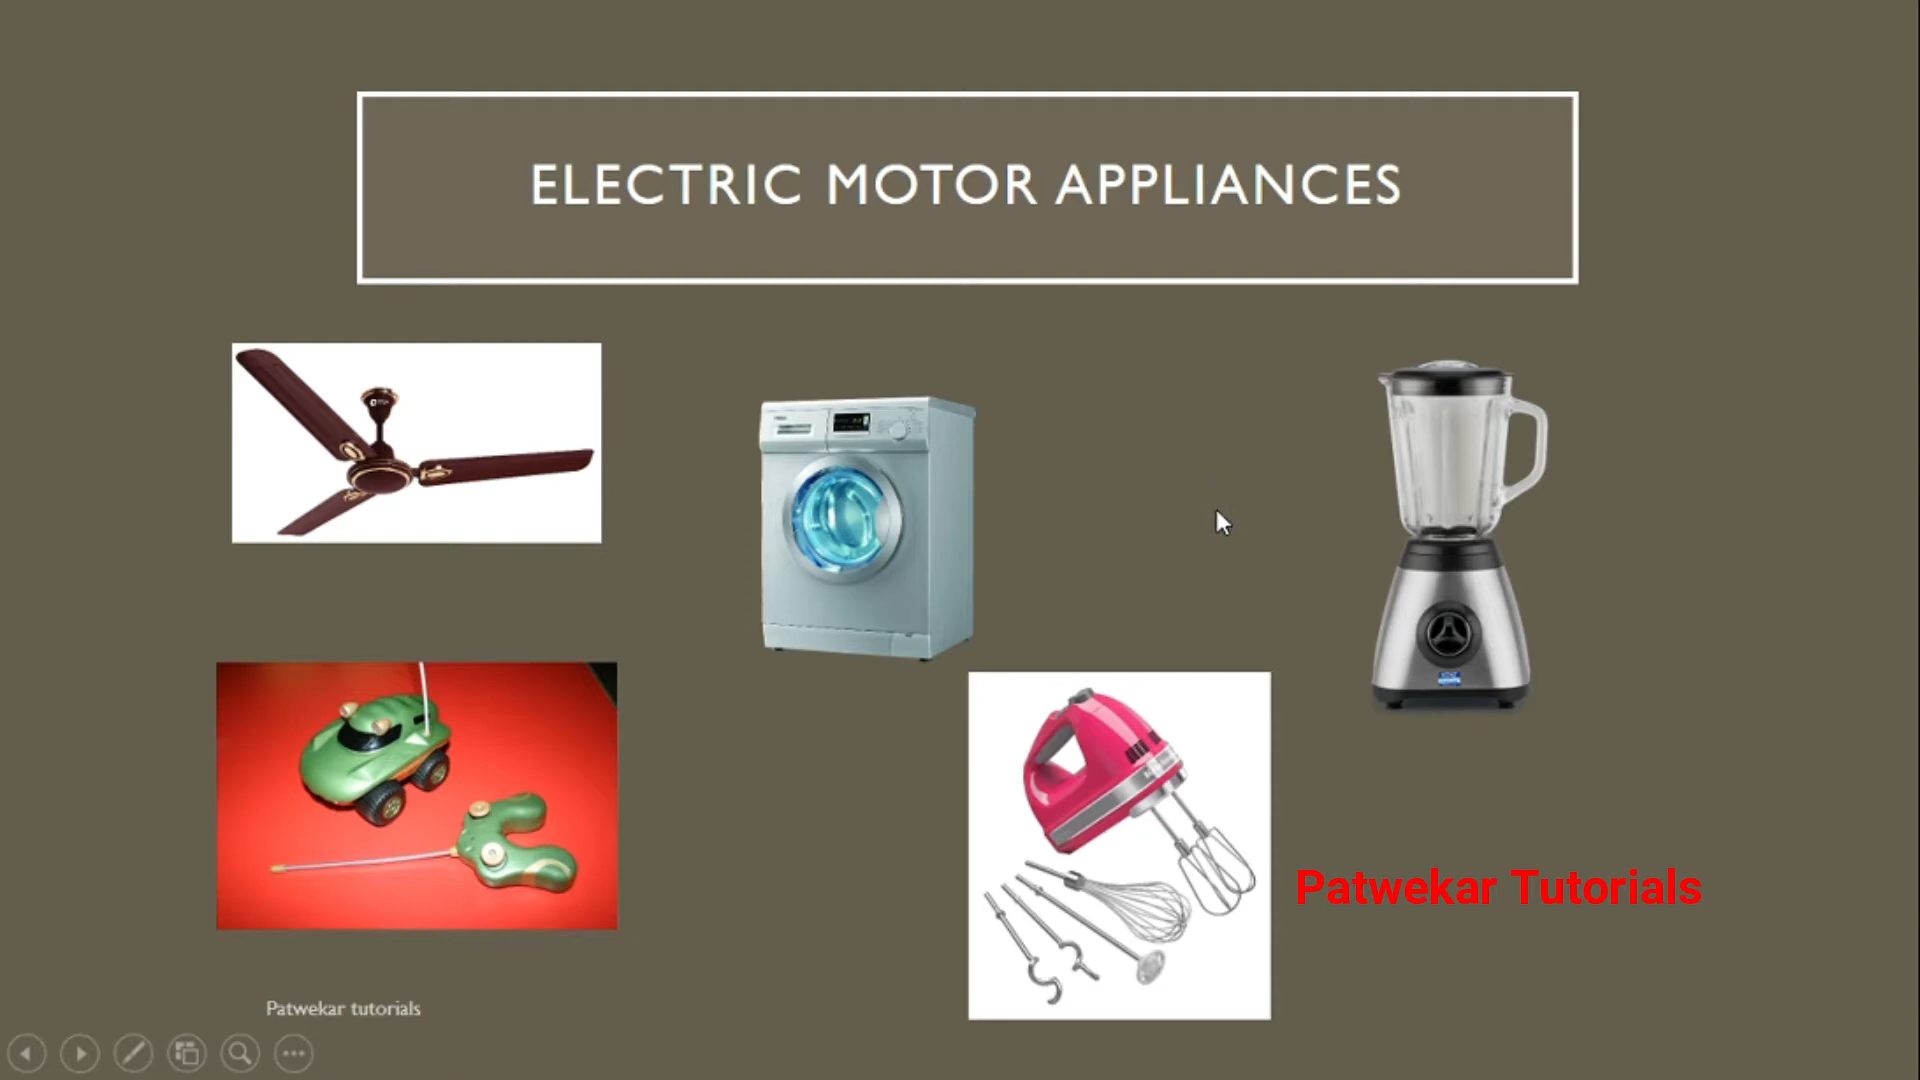 ELECTRIC MOTOR APPLIANCES
Patwekar Tutorials
Patwekar tutorials